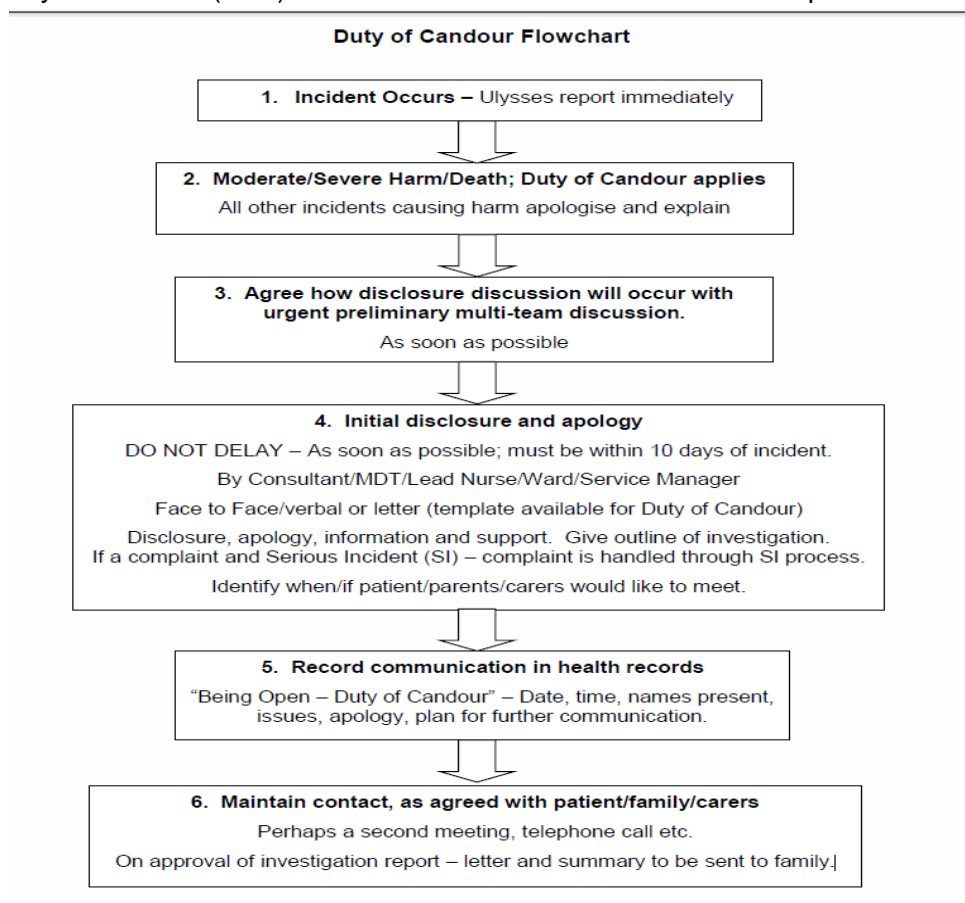 Duty of Candour Flowchart
1. Incident Occurs – Ulysses report immediately
2. Moderate/Severe Harm/Death; Duty of Candour applies
All other incidents causing harm apologise and explain
3. Agree how disclosure discussion will occur with
urgent preliminary multi-team discussion.
As soon as possible
4. Initial disclosure and apology
DO NOT DELAY – As soon as possible; must be within 10 days of incident.
By Consultant/MDT/Lead Nurse/Ward/Service Manager
Face to Face/verbal or letter (template available for Duty of Candour)
Disclosure, apology, information and support. Give outline of investigation.
If a complaint and Serious Incident (SI) – complaint is handled through SI process.
Identify when/if patient/parents/carers would like to meet.
5. Record communication in health records
“Being Open – Duty of Candour” – Date, time, names present,
issues, apology, plan for further communication.
6. Maintain contact, as agreed with patient/family/carers
Perhaps a second meeting, telephone call etc.
On approval of investigation report – letter and summary to be sent to family.